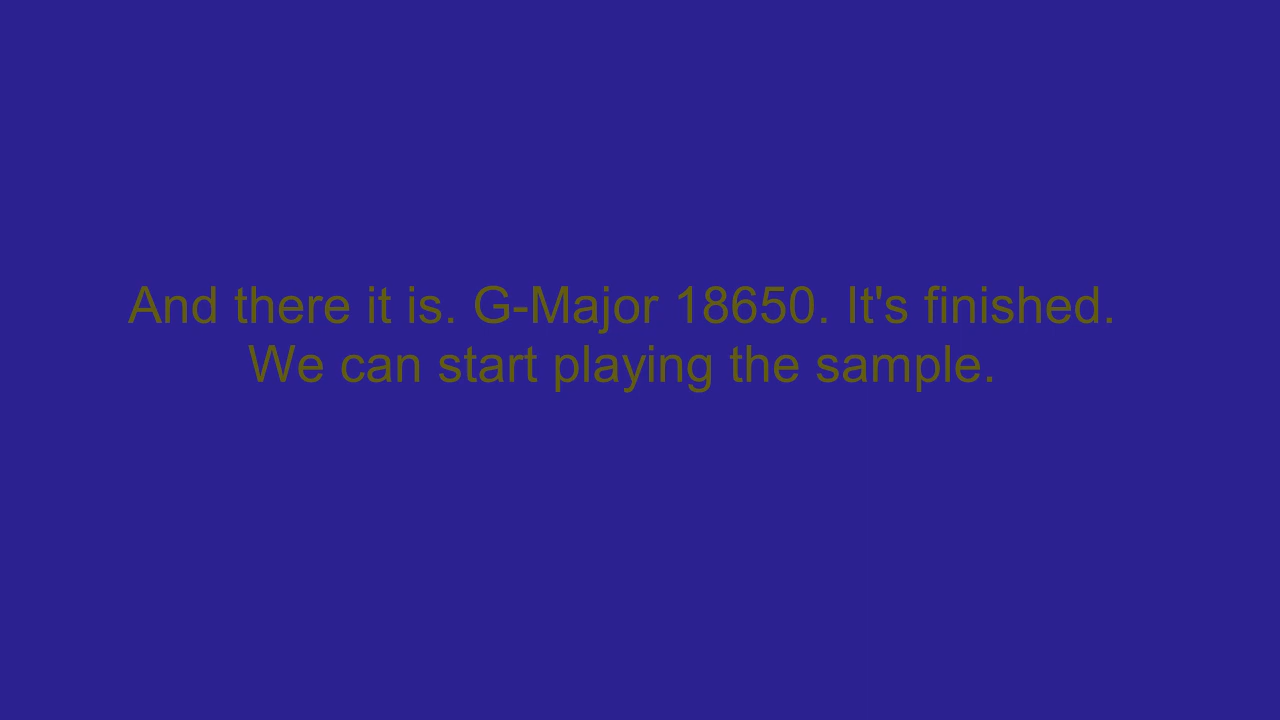 And there it is. G-Major 18650. It's finished.
We can start playing the sample.